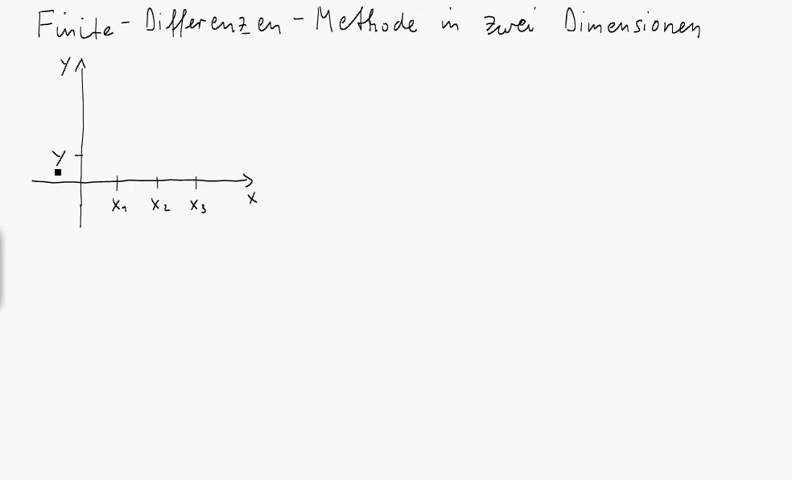 Finite-Differenzen-Methode in zwei Dimensionen
y
y
x₁ x₂ x₃ x